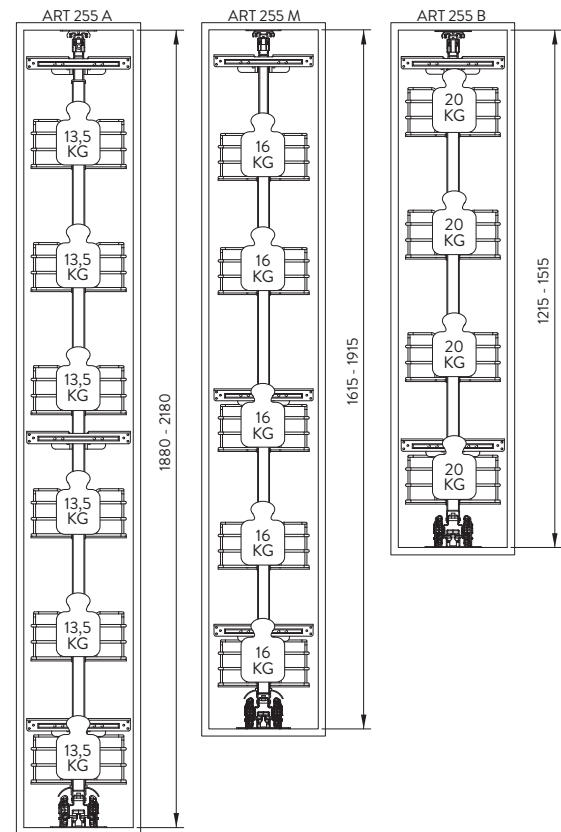 ART 255 A
13,5
KG
13,5
KG
13,5
KG
13,5
KG
13,5
KG
13,5
KG
1880 - 2180
ART 255 M
16
KG
16
KG
16
KG
16
KG
16
KG
1615 - 1915
ART 255 B
20
KG
20
KG
20
KG
20
KG
1215 - 1515